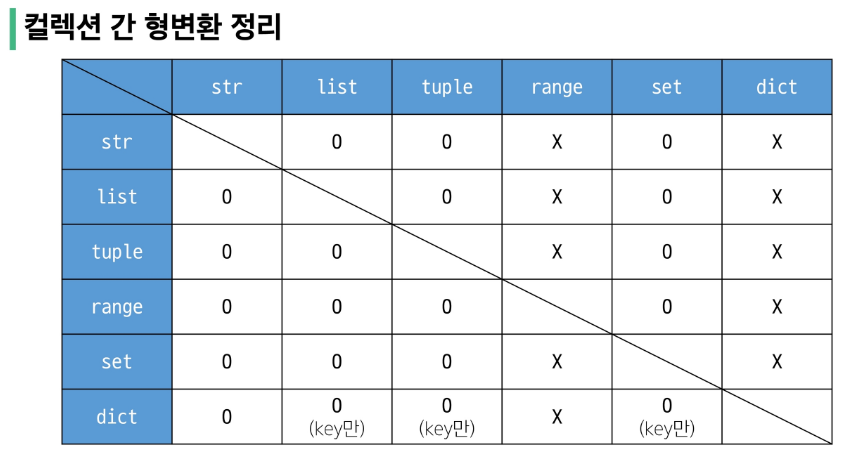 컬렉션 간 형변환 정리
str list tuple range set dict
str O O X O X
list O O X O X
tuple O O X O X
range O O O O X
set O O O X X
dict O O O X O
(key만) (key만) (key만)